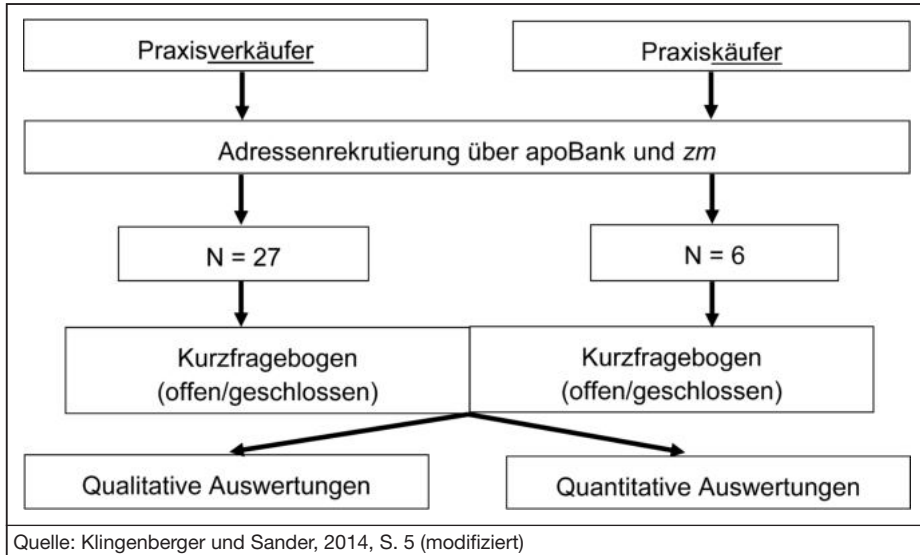 Praxisverkäufer
Praxiskäufer
Adressenrekrutierung über apoBank und zm
N = 27
N = 6
Kurzfragebogen
(offen/geschlossen)
Kurzfragebogen
(offen/geschlossen)
Qualitative Auswertungen
Quantitative Auswertungen
Quelle: Klingenberger und Sander, 2014, S. 5 (modifiziert)